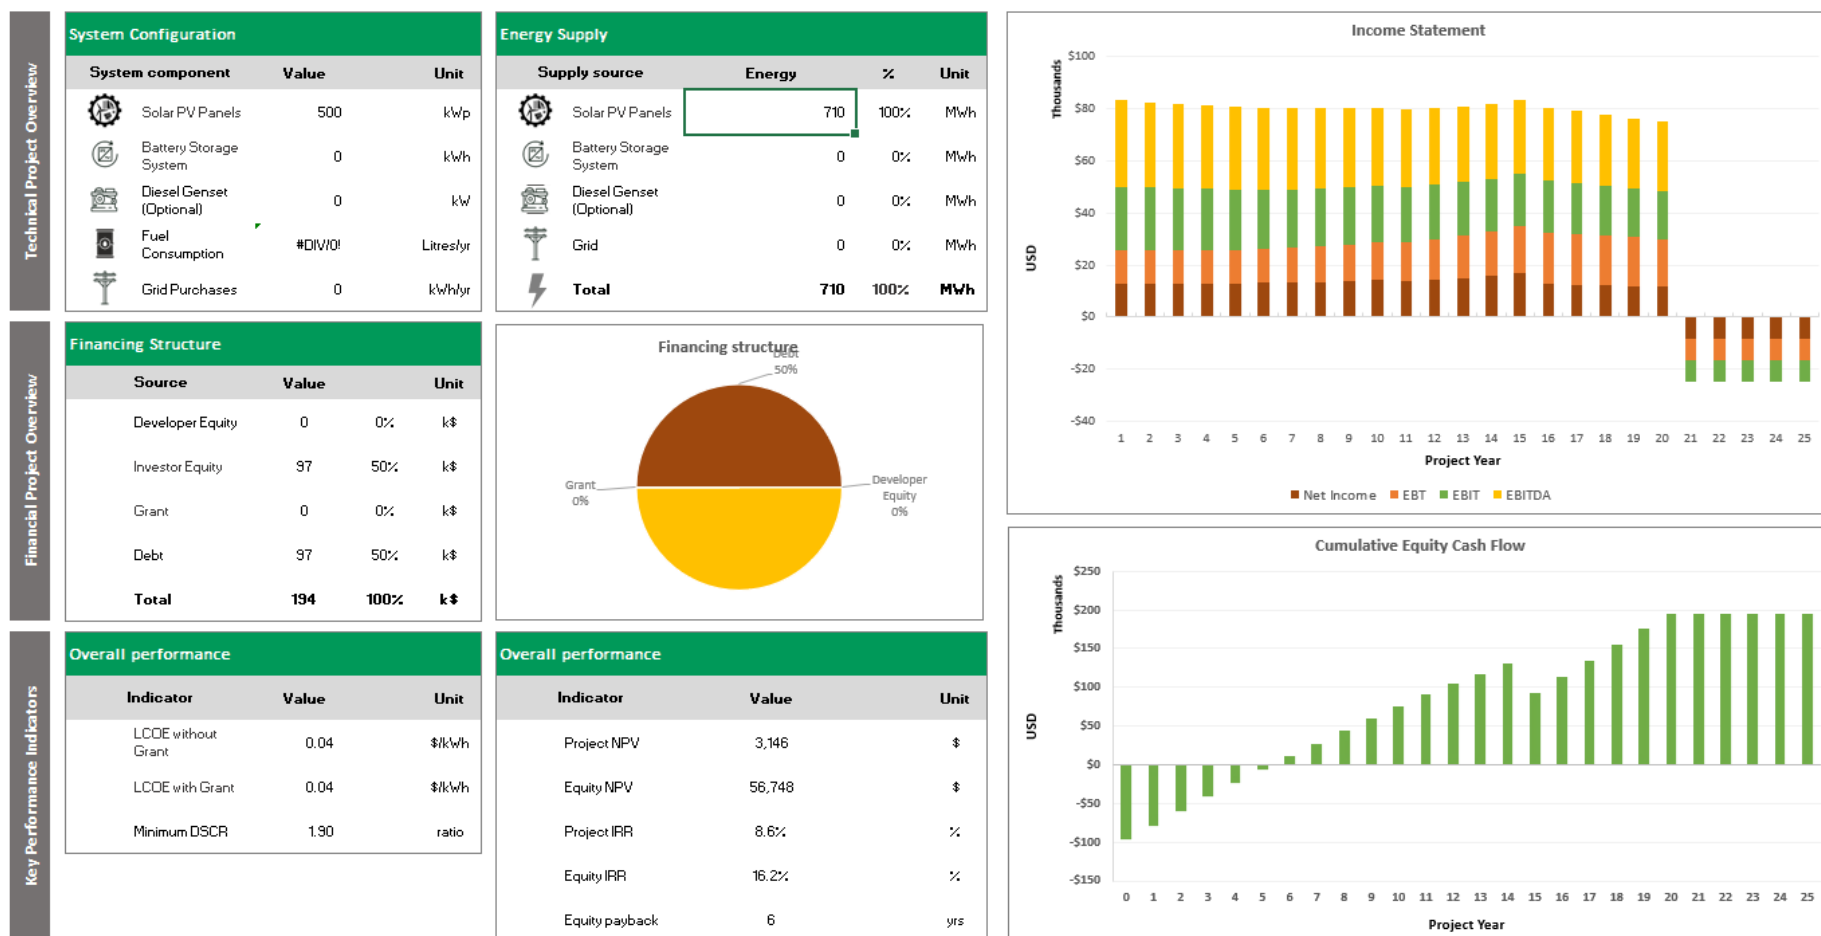 Technical Project Overview
System Configuration
System component Value Unit
Solar PV Panels 500 kWp
Battery Storage
System 0 kWh
Diesel Genset
(Optional) 0 kW
Fuel
Consumption #DIV/0! Litres/yr
Grid Purchases 0 kWh/yr
Energy Supply
Supply source Energy % Unit
Solar PV Panels 710 100% MWh
Battery Storage
System 0 0% MWh
Diesel Genset
(Optional) 0 0% MWh
Grid 0 0% MWh
Total 710 100% MWh
Financial Project Overview
Financing Structure
Source Value Unit
Developer Equity 0 0% k$
Investor Equity 97 50% k$
Grant 0 0% k$
Debt 97 50% k$
Total 194 100% k$
Financing structure
Debt
50%
Grant
0%
Developer
Equity
0%
Key Performance Indicators
Overall performance
Indicator Value Unit
LCOE without
Grant 0.04 $/kWh
LCOE with Grant 0.04 $/kWh
Minimum DSCR 1.90 ratio
Overall performance
Indicator Value Unit
Project NPV 3,146 $
Equity NPV 56,748 $
Project IRR 8.6% %
Equity IRR 16.2% %
Equity payback 6 yrs
Income Statement
Thousands
USD
$100
$80
$60
$40
$20
$0
-$20
-$40
1 2 3 4 5 6 7 8 9 10 11 12 13 14 15 16 17 18 19 20 21 22 23 24 25
Project Year
Net Income EBT EBIT EBITDA
Cumulative Equity Cash Flow
Thousands
USD
$250
$200
$150
$100
$50
$0
-$50
-$100
-$150
0 1 2 3 4 5 6 7 8 9 10 11 12 13 14 15 16 17 18 19 20 21 22 23 24 25
Project Year